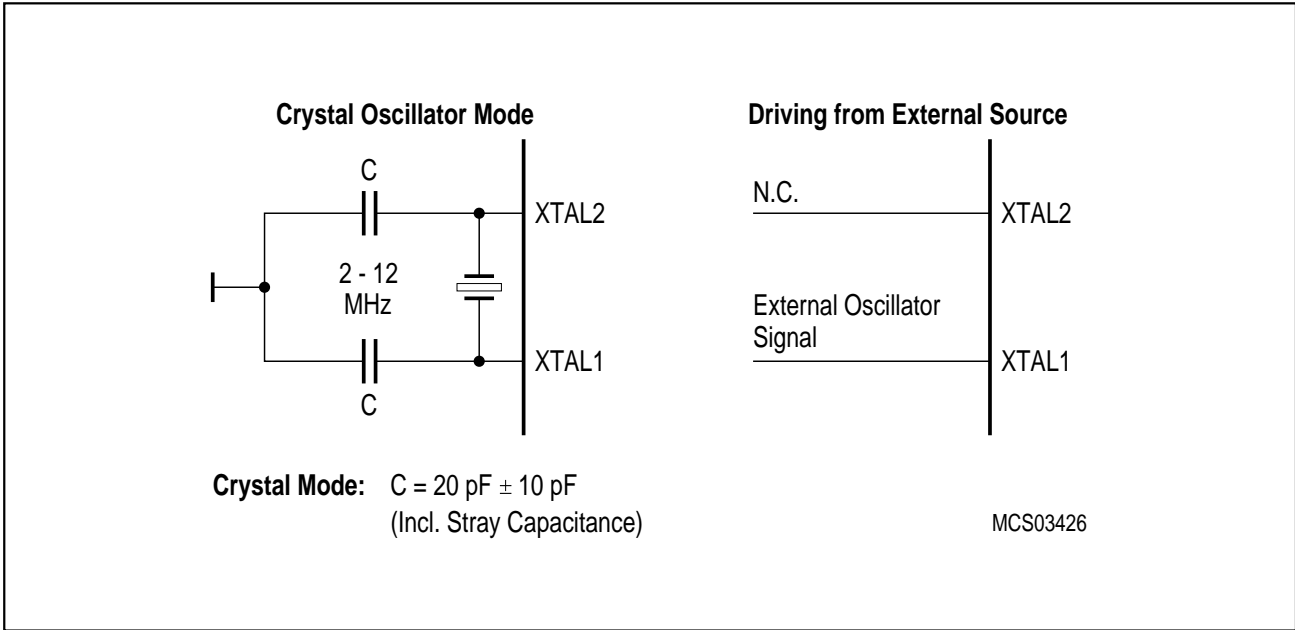 Crystal Oscillator Mode
C
XTAL2
2 - 12
MHz
XTAL1
C
Crystal Mode: C = 20 pF ± 10 pF
(Incl. Stray Capacitance)
Driving from External Source
N.C.
XTAL2
External Oscillator
Signal
XTAL1
MCS03426